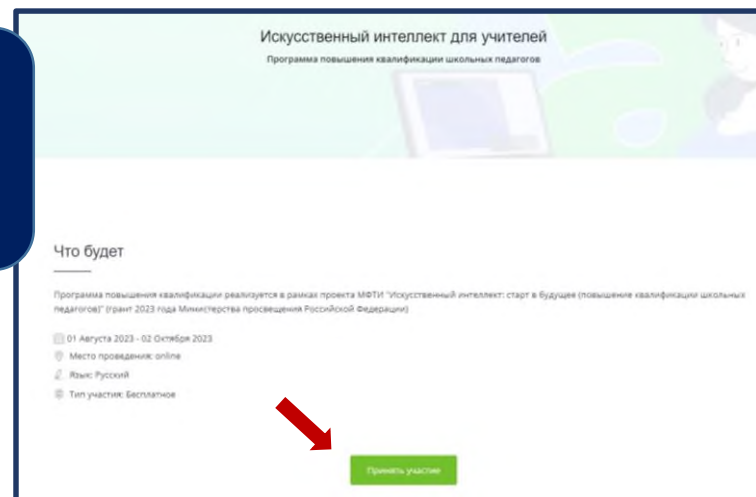 Искусственный интеллект для учителей
Программа повышения квалификации школьных педагогов
Что будет
Программа повышения квалификации реализуется в рамках проекта МФТИ "Искусственный интеллект: старт в будущее (повышение квалификации школьных
педагогов)" (грант 2023 года Министерства просвещения Российской Федерации)
01 Августа 2023 - 02 Октября 2023
Место проведения: online
Язык: Русский
Тип участия: Бесплатное
Принять участие